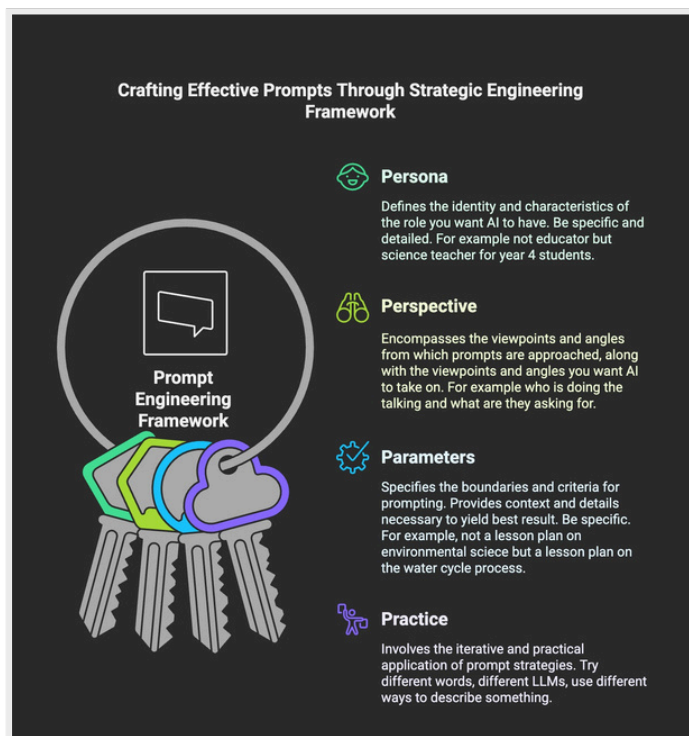 Crafting Effective Prompts Through Strategic Engineering
Framework
Prompt
Engineering
Framework
Persona
Defines the identity and characteristics of
the role you want AI to have. Be specific and
detailed. For example not educator but
science teacher for year 4 students.
Perspective
Encompasses the viewpoints and angles
from which prompts are approached, along
with the viewpoints and angles you want AI
to take on. For example who is doing the
talking and what are they asking for.
Parameters
Specifies the boundaries and criteria for
prompting. Provides context and details
necessary to yield best result. Be specific.
For example, not a lesson plan on
environmental sciece but a lesson plan on
the water cycle process.
Practice
Involves the iterative and practical
application of prompt strategies. Try
different words, different LLMs, use different
ways to describe something.